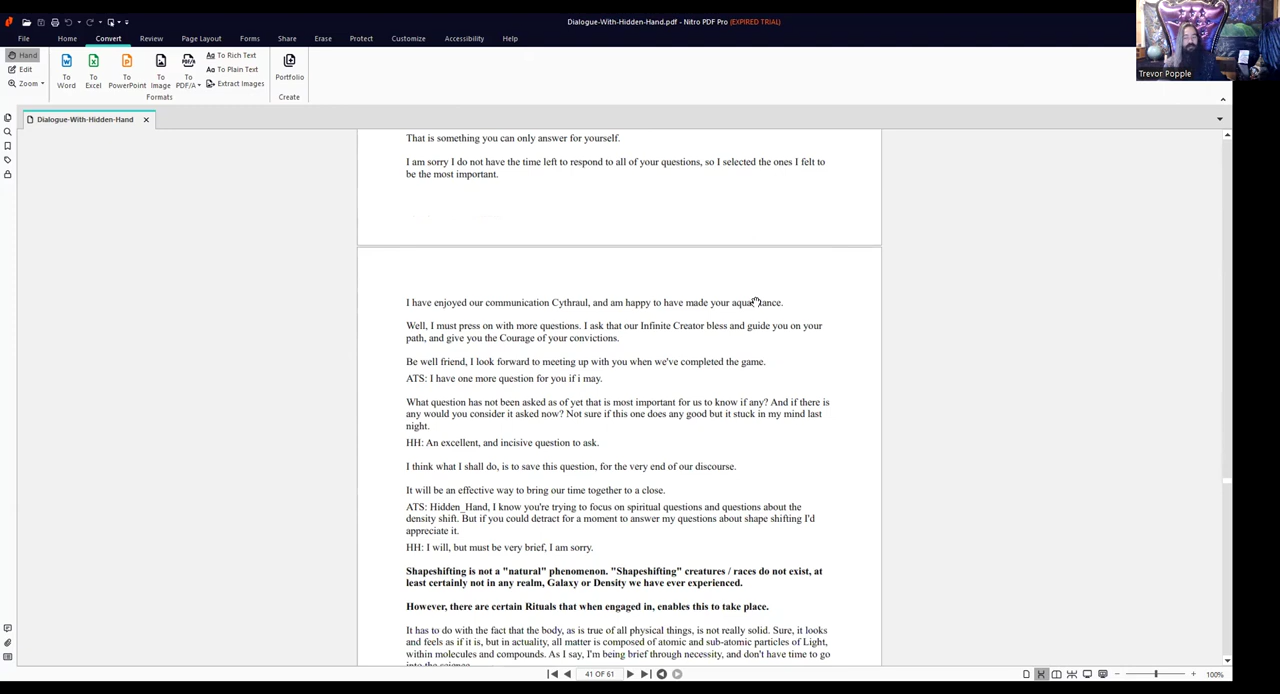 Dialogue-With-Hidden-Hand.pdf - Nitro PDF Pro (EXPIRED TRIAL)
File Home Convert Review Page Layout Forms Share Erase Protect Customize Accessibility Help
Hand
Edit
Zoom
To Word
To Excel
To PowerPoint
To Image
To PDF/A
To Rich Text
To Plain Text
Extract Images
Formats
Portfolio
Create
Trevor Popple
Dialogue-With-Hidden-Hand
That is something you can only answer for yourself.
I am sorry I do not have the time left to respond to all of your questions, so I selected the ones I felt to
be the most important.
I have enjoyed our communication Cythraul, and am happy to have made your
Well, I must press on with more questions. I ask that our Infinite Creator bless and guide you on your
path, and give you the Courage of your convictions.
Be well friend, I look forward to meeting up with you when we've completed the game.
ATS: I have one more question for you if i may.
What question has not been asked as of yet that is most important for us to know if any? And if there is
any would you consider it asked now? Not sure if this one does any good but it stuck in my mind last
night.
HH: An excellent, and incisive question to ask.
I think what I shall do, is to save this question, for the very end of our discourse.
It will be an effective way to bring our time together to a close.
ATS: Hidden_Hand, I know you're trying to focus on spiritual questions and questions about the
density shift. But if you could detract for a moment to answer my questions about shape shifting I'd
appreciate it.
HH: I will, but must be very brief, I am sorry.
Shapeshifting is not a "natural" phenomenon. "Shapeshifting" creatures / races do not exist, at
least certainly not in any realm, Galaxy or Density we have ever experienced.
However, there are certain Rituals that when engaged in, enables this to take place.
It has to do with the fact that the body, as is true of all physical things, is not really solid. Sure, it looks
and feels as if it is, but in actuality, all matter is composed of atomic and sub-atomic particles of Light,
within molecules and compounds. As I say, I'm being brief through necessity, and don't have time to go
into the science.
41 OF 61
100%